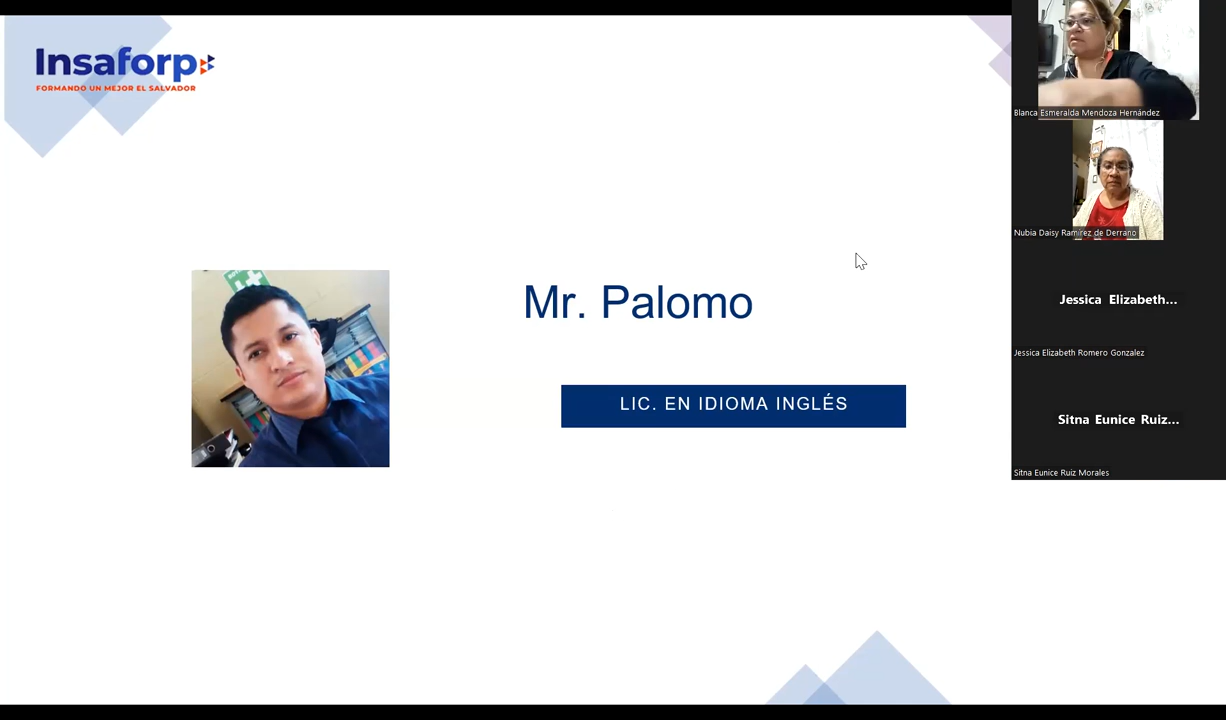 Insaforp
FORMANDO UN MEJOR EL SALVADOR
Mr. Palomo
LIC. EN IDIOMA INGLÉS
Blanca Esmeralda Mendoza Hernández
Nubia Daisy Ramírez de Derrano
Jessica Elizabeth...
Jessica Elizabeth Romero Gonzalez
Sitna Eunice Ruiz...
Sitna Eunice Ruiz Morales